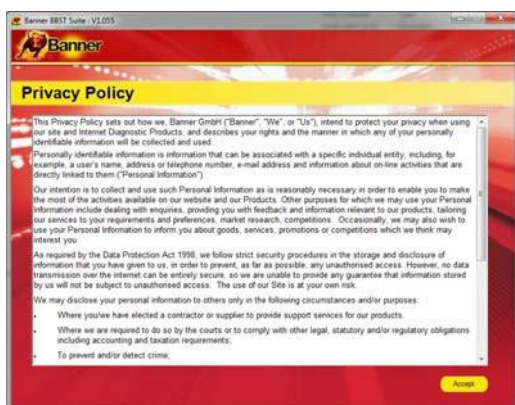 Banner BBST Suite : V1.055
Banner
Privacy Policy
This Privacy Policy sets out how we, Banner GmbH ("Banner", "We", or "Us"), intend to protect your privacy when using
our site and Internet Diagnostic Products, and describes your rights and the manner in which any of your personally
identifiable information will be collected and used.
Personally identifiable information is information that can be associated with a specific individual entity, including, for
example, a user's name, address or telephone number, e-mail address and information about on-line activities that are
directly linked to them ("Personal Information").
Our intention is to collect and use such Personal Information as is reasonably necessary in order to enable you to make
the most of the activities available on our website and our Products. Other purposes for which we may use your Personal
Information include dealing with enquiries, providing you with feedback and information relevant to our products, tailoring
our services to your requirements and preferences, market research, competitions. Occasionally, we may also wish to
use your Personal Information to inform you about goods, services, promotions or competitions which we think may
interest you.
As required by the Data Protection Act 1998, we follow strict security procedures in the storage and disclosure of
information that you have given to us, in order to prevent, as far as possible, any unauthorised access. However, no data
transmission over the internet can be entirely secure, so we are unable to provide any guarantee that information stored
by us will not be subject to unauthorised access. The use of our Site is at your own risk.
We may disclose your personal information to others only in the following circumstances and/or purposes:
• Where you/we have elected a contractor or supplier to provide support services for our products.
• Where we are required to do so by the courts or to comply with other legal, statutory and/or regulatory obligations
including accounting and taxation requirements;
• To prevent and/or detect crime;
Accept